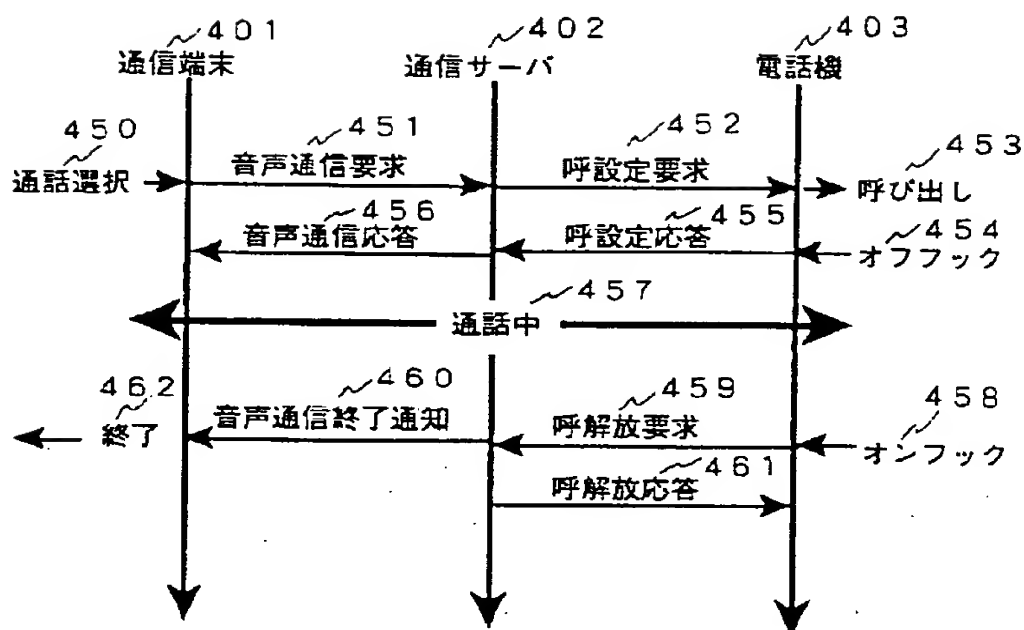 ４０１
４０２
４０３
通信端末
通信サーバ
電話機
４５０
４５１
４５２
４５３
通話選択
音声通信要求
呼設定要求
呼び出し
４５６
４５５
４５４
音声通信応答
呼設定応答
オフフック
４５７
通話中
４６２
４６０
４５９
４５８
終了
音声通信終了通知
呼解放要求
オンフック
４６１
呼解放応答